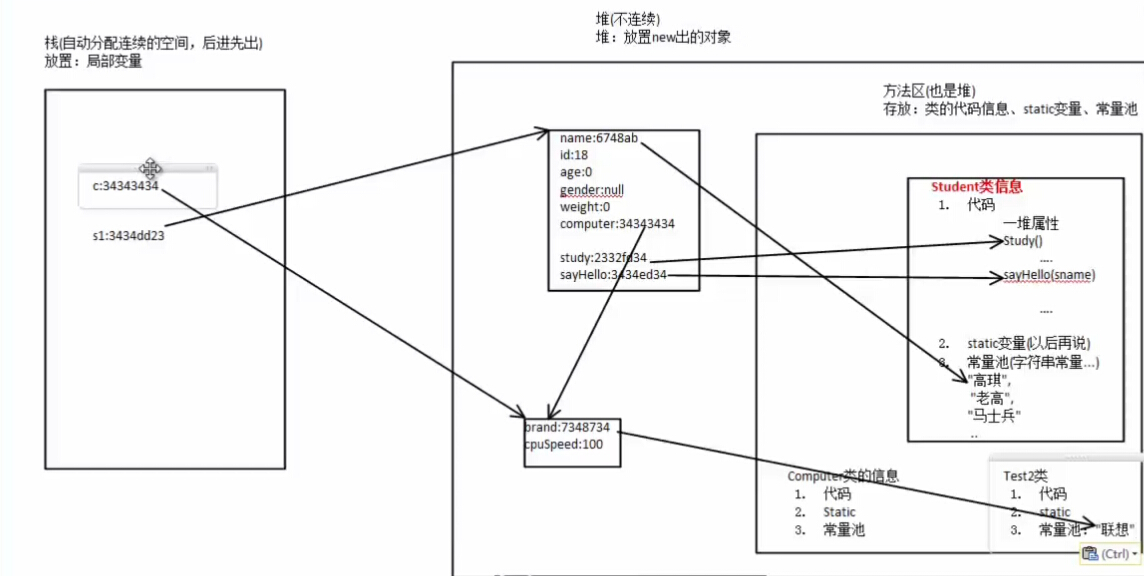 堆(不连续)
堆：放置new出的对象
栈(自动分配连续的空间，后进先出)
放置：局部变量
方法区(也是堆)
存放：类的代码信息、static变量、常量池
c:34343434
s1:3434dd23
name:6748ab
id:18
age:0
gender:null
weight:0
computer:34343434
study:2332fd34
sayHello:3434ed34
Student类信息
1. 代码
一堆属性
Study()
....
sayHello(sname)
....
2. static变量(以后再说)
3. 常量池(字符串常量...)
"高琪",
"老高",
"马士兵"
..
brand:7348734
cpuSpeed:100
Computer类的信息
1. 代码
2. Static
3. 常量池
Test2类
1. 代码
2. static
3. 常量池："联想"
(Ctrl)